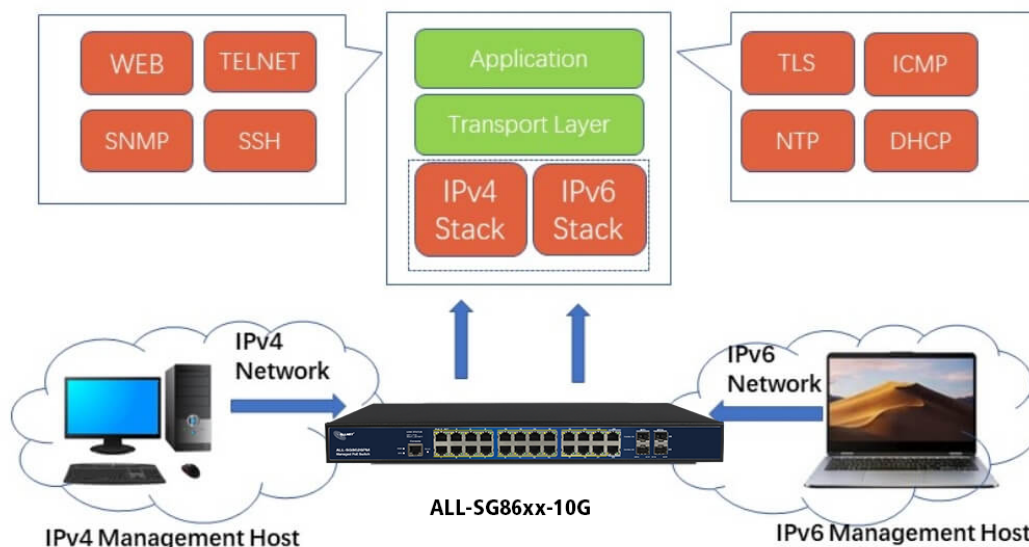 WEB
TELNET
SNMP
SSH
Application
Transport Layer
IPv4
Stack
IPv6
Stack
TLS
ICMP
NTP
DHCP
IPv4
Network
IPv6
Network
ALL-SG86xx-10G
IPv4 Management Host
IPv6 Management Host